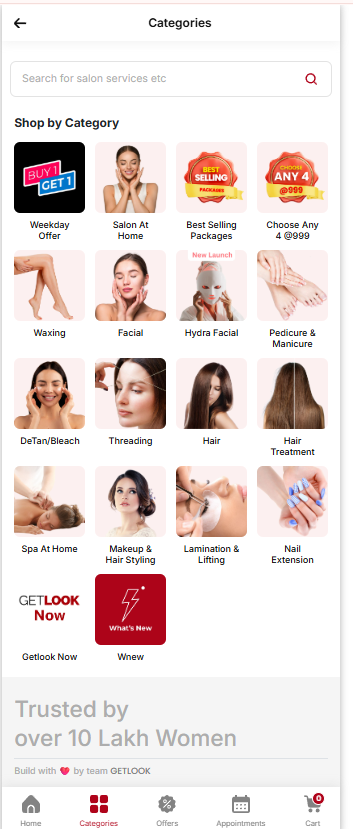 Categories
Search for salon services etc
Shop by Category
BUY 1
GET 1
BEST
SELLING
PACKAGES
CHOOSE
ANY 4
@999
Weekday
Offer
Salon At
Home
Best Selling
Packages
Choose Any
4 @999
New Launch
Waxing
Facial
Hydra Facial
Pedicure &
Manicure
DeTan/Bleach
Threading
Hair
Hair
Treatment
Spa At Home
Makeup &
Hair Styling
Lamination &
Lifting
Nail
Extension
GETLOOK
Now
What's New
Getlook Now
Wnew
Trusted by
over 10 Lakh Women
Build with ❤️ by team GETLOOK
0
Home
Categories
Offers
Appointments
Cart